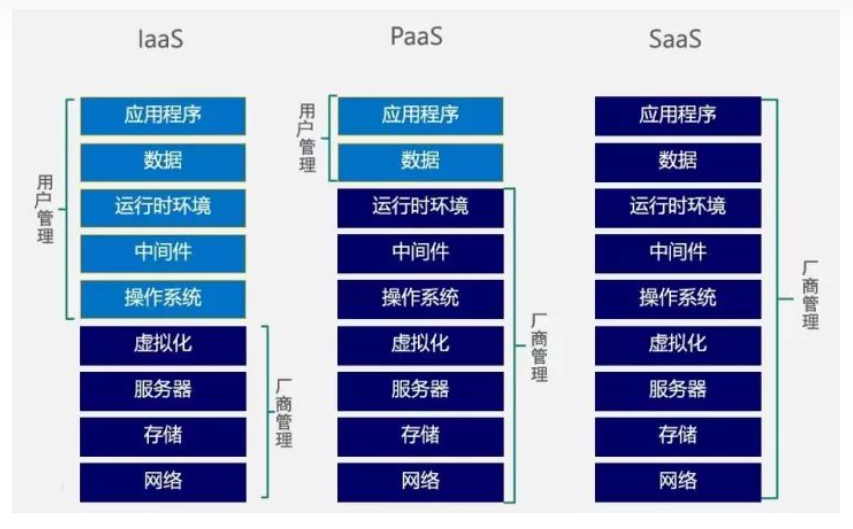 IaaS
PaaS
SaaS
用户管理
应用程序
数据
运行时环境
中间件
操作系统
虚拟化
服务器
存储
网络
厂商管理
用户管理
应用程序
数据
运行时环境
中间件
操作系统
虚拟化
服务器
存储
网络
厂商管理
应用程序
数据
运行时环境
中间件
操作系统
虚拟化
服务器
存储
网络
厂商管理